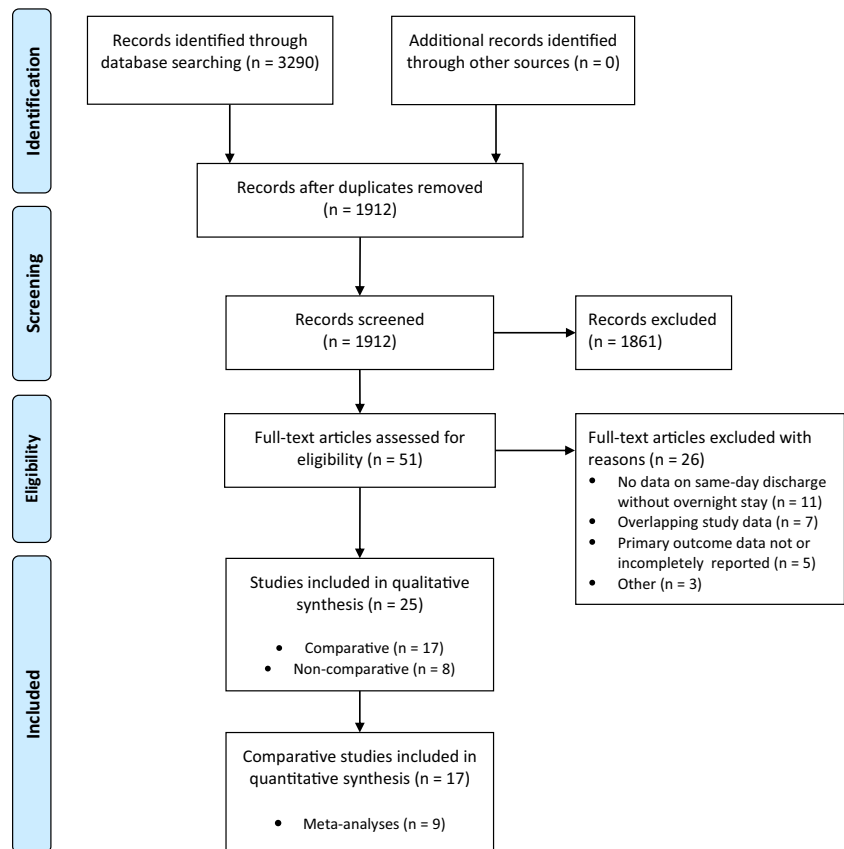 Identification
Records identified through
database searching (n = 3290)
Additional records identified
through other sources (n = 0)
Records after duplicates removed
(n = 1912)
Screening
Records screened
(n = 1912)
Records excluded
(n = 1861)
Eligibility
Full-text articles assessed for
eligibility (n = 51)
Full-text articles excluded with
reasons (n = 26)
• No data on same-day discharge
without overnight stay (n = 11)
• Overlapping study data (n = 7)
• Primary outcome data not or
incompletely reported (n = 5)
• Other (n = 3)
Included
Studies included in qualitative
synthesis (n = 25)
• Comparative (n = 17)
• Non-comparative (n = 8)
Comparative studies included in
quantitative synthesis (n = 17)
• Meta-analyses (n = 9)